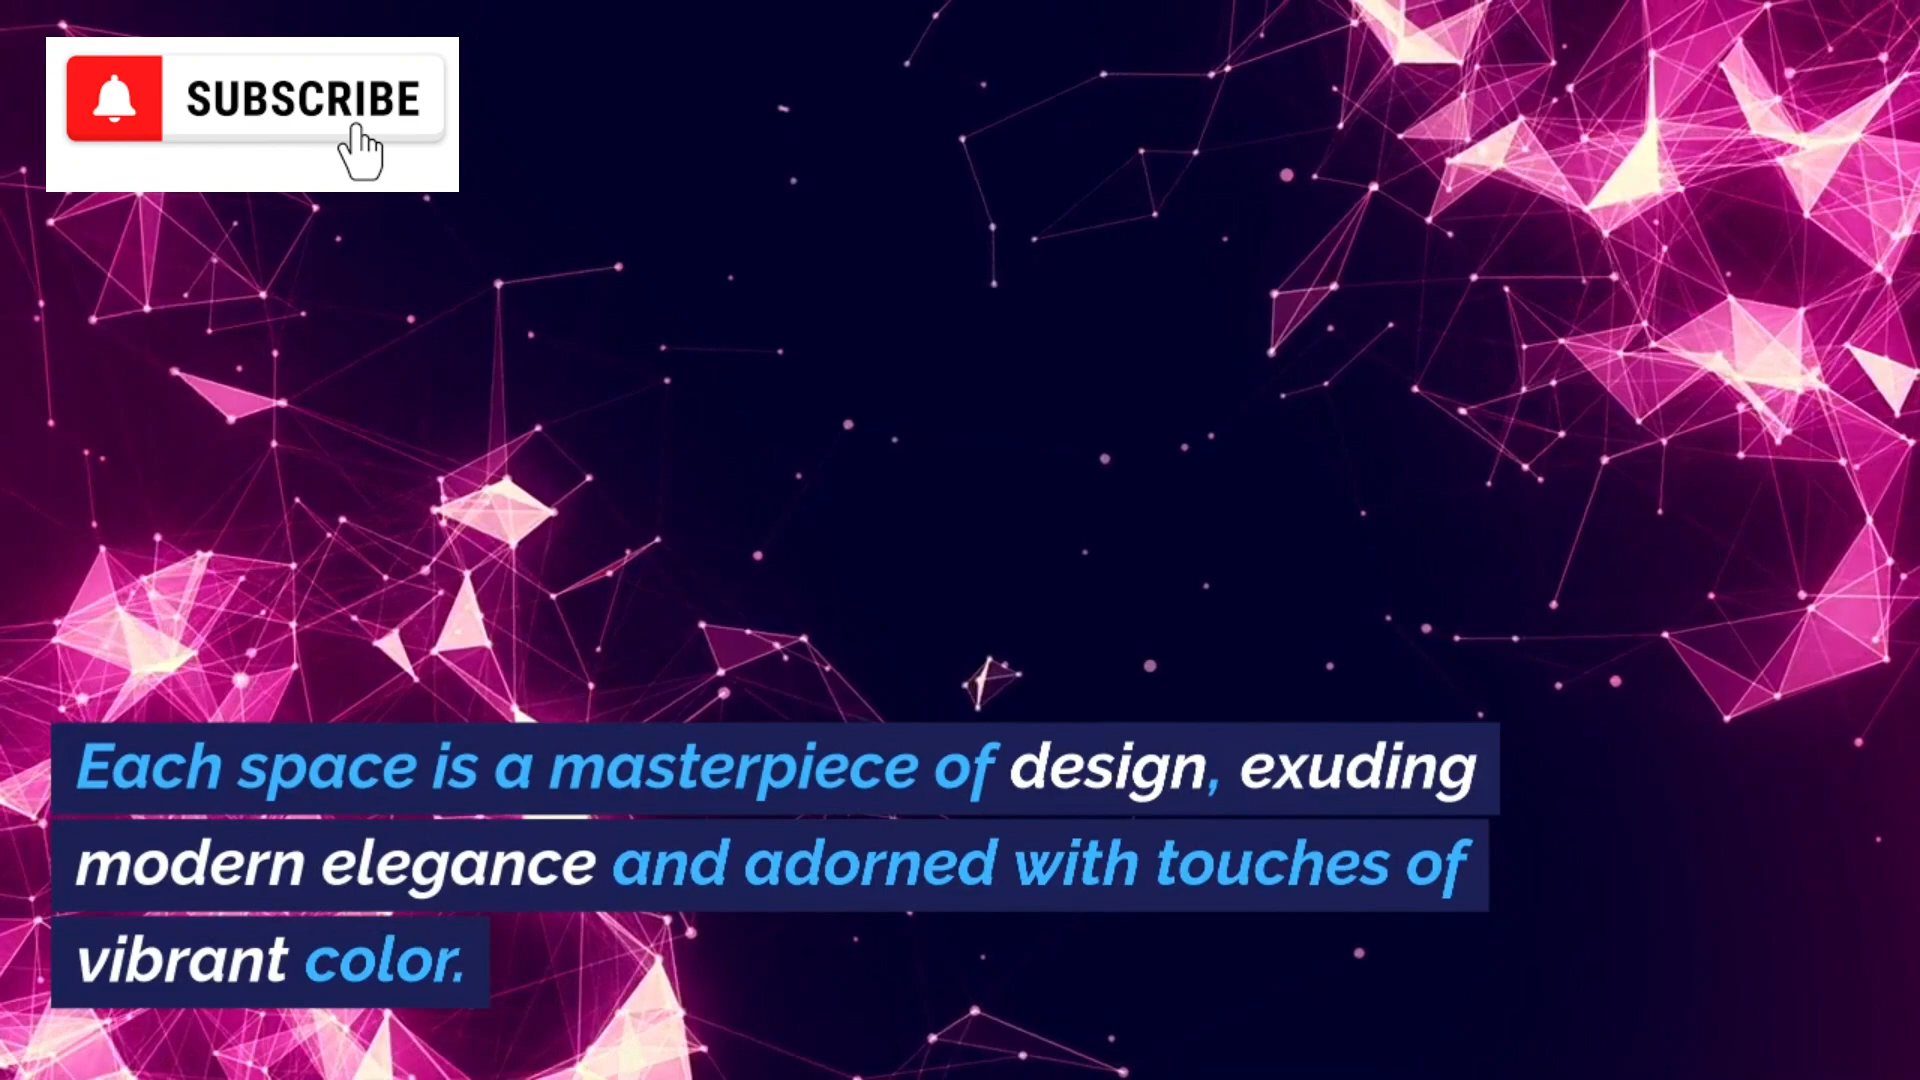 SUBSCRIBE
Each space is a masterpiece of design, exuding
modern elegance and adorned with touches of
vibrant color.